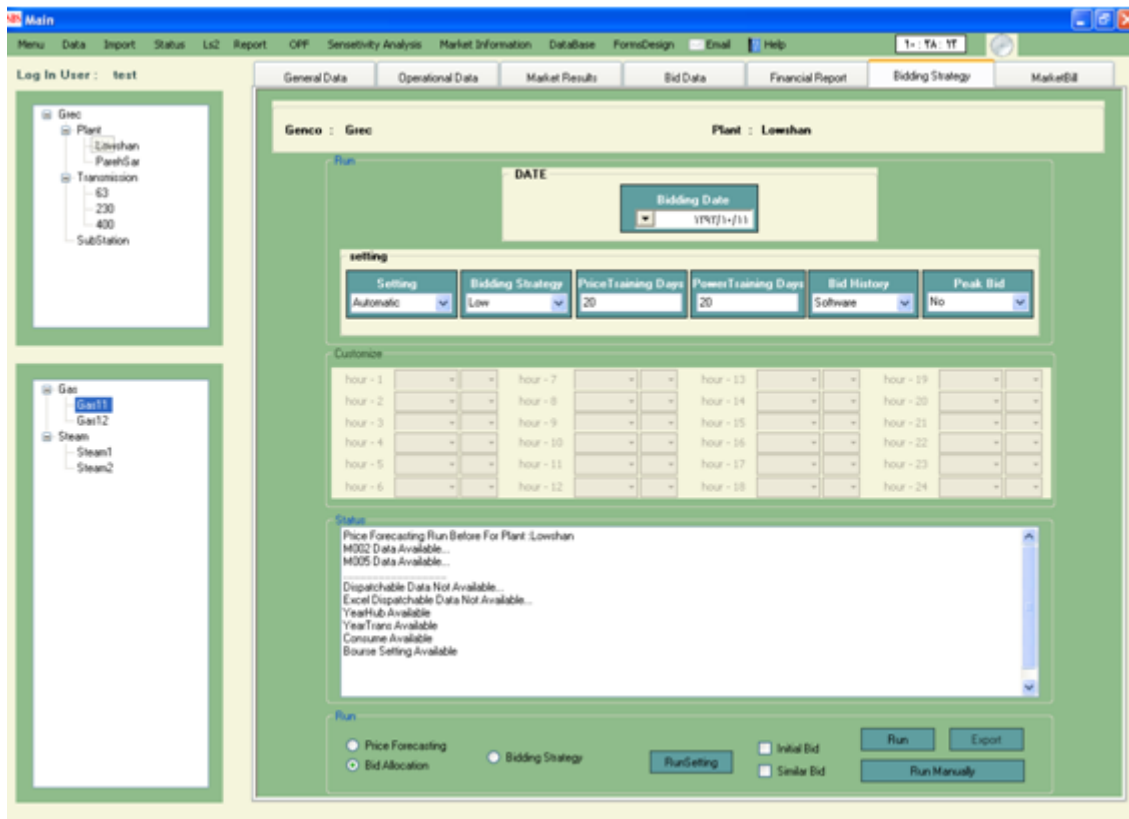 Main
Menu Data Import Status Ls2 Report OPF Sensetivity Analysis Market Information DataBase FormsDesign Email Help ۱۰:۲۸:۲۳
Log In User : test
General Data Operational Data Market Results Bid Data Financial Report Bidding Strategy MarketBill
Grec
Plant
Lowshan
ParehSar
Transmission
63
230
400
SubStation
Gas
Gas11
Gas12
Steam
Steam1
Steam2
Genco : Grec Plant : Lowshan
Run
DATE
Bidding Date
۱۳۹۲/۱۰/۱۱
setting
Setting Bidding Strategy PriceTraining Days PowerTraining Days Bid History Peak Bid
Automatic Low 20 20 Software No
Customize
hour - 1 hour - 7 hour - 13 hour - 19
hour - 2 hour - 8 hour - 14 hour - 20
hour - 3 hour - 9 hour - 15 hour - 21
hour - 4 hour - 10 hour - 16 hour - 22
hour - 5 hour - 11 hour - 17 hour - 23
hour - 6 hour - 12 hour - 18 hour - 24
Status
Price Forecasting Run Before For Plant :Lowshan
M002 Data Available...
M005 Data Available...
..............................
Dispatchable Data Not Available...
Excel Dispatchable Data Not Available...
YearHub Available
YearTrans Available
Consume Available
Bourse Setting Available
Run
Price Forecasting
Bid Allocation
Bidding Strategy
RunSetting
Initial Bid
Similar Bid
Run Export
Run Manually